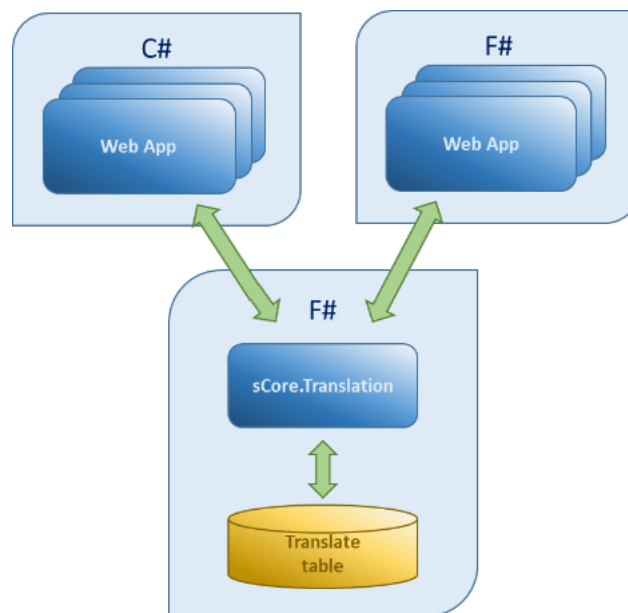 C#
F#
Web App
Web App
F#
sCore.Translation
Translate
table